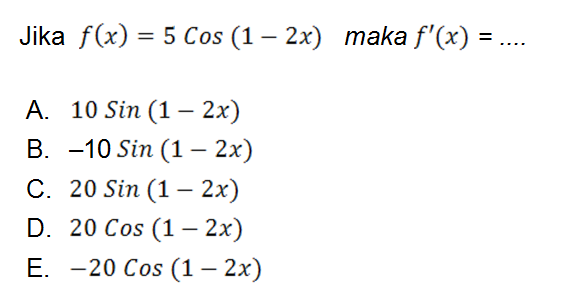 Jika f(x) = 5 Cos (1 – 2x) maka f'(x) = ....
A. 10 Sin (1 – 2x)
B. –10 Sin (1 – 2x)
C. 20 Sin (1 – 2x)
D. 20 Cos (1 – 2x)
E. −20 Cos (1 – 2x)